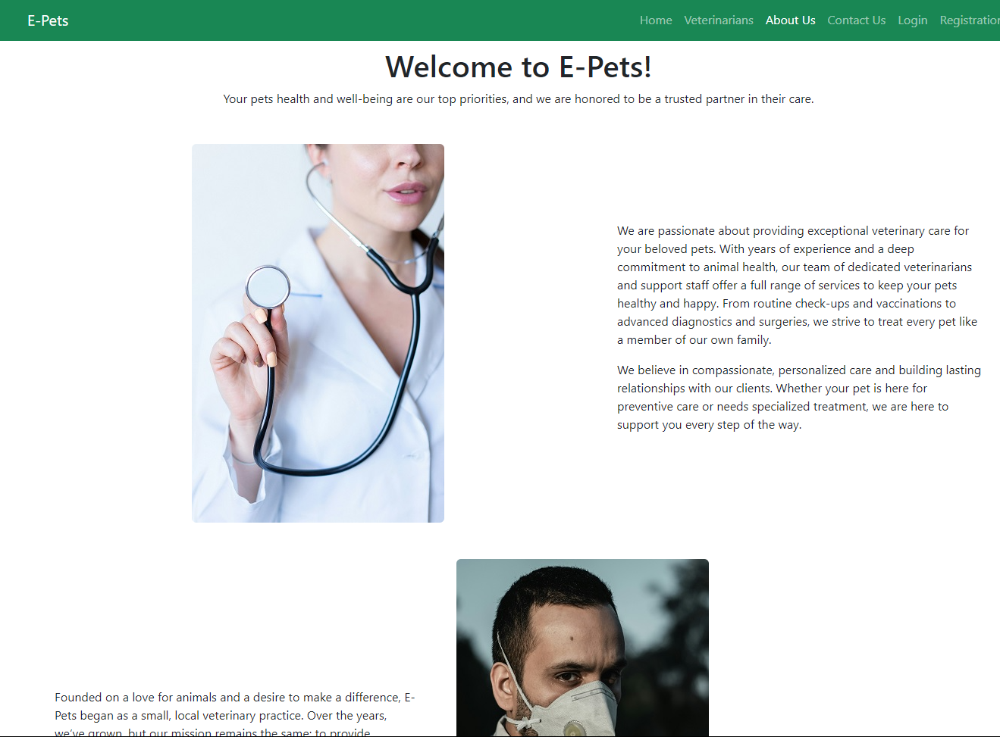 E-Pets
Home Veterinarians About Us Contact Us Login Registration
Welcome to E-Pets!
Your pets health and well-being are our top priorities, and we are honored to be a trusted partner in their care.
We are passionate about providing exceptional veterinary care for
your beloved pets. With years of experience and a deep
commitment to animal health, our team of dedicated veterinarians
and support staff offer a full range of services to keep your pets
healthy and happy. From routine check-ups and vaccinations to
advanced diagnostics and surgeries, we strive to treat every pet like
a member of our own family.
We believe in compassionate, personalized care and building lasting
relationships with our clients. Whether your pet is here for
preventive care or needs specialized treatment, we are here to
support you every step of the way.
Founded on a love for animals and a desire to make a difference, E-
Pets began as a small, local veterinary practice. Over the years,
we've grown, but our mission remains the same: to provide